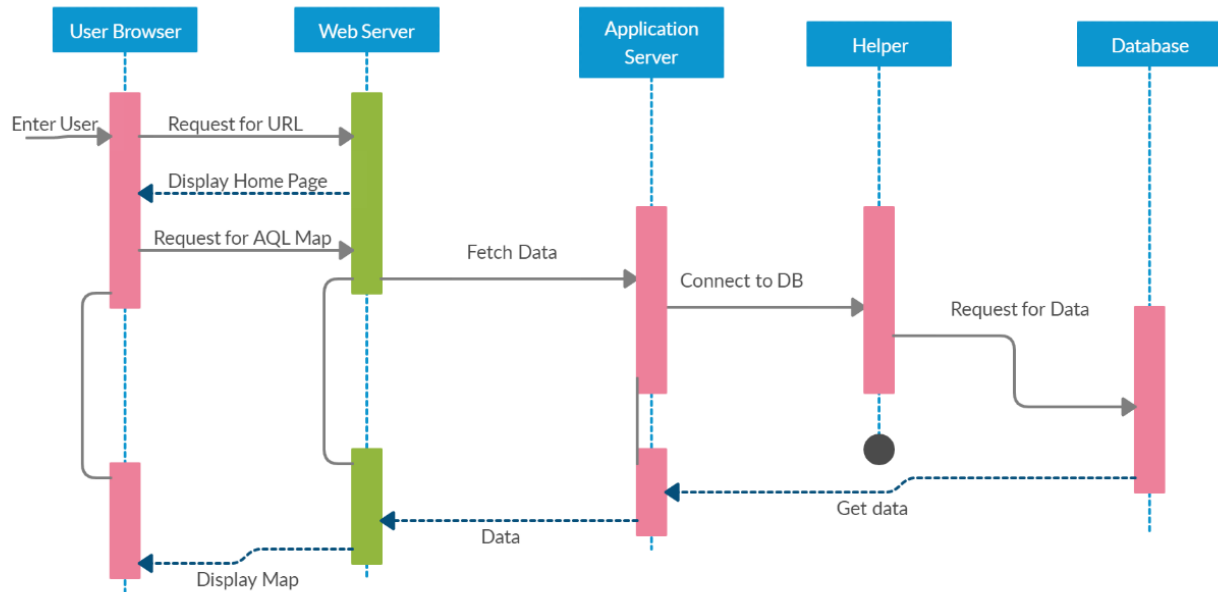 User Browser
Web Server
Application
Server
Helper
Database
Enter User
Request for URL
Display Home Page
Request for AQL Map
Fetch Data
Connect to DB
Request for Data
Get data
Data
Display Map